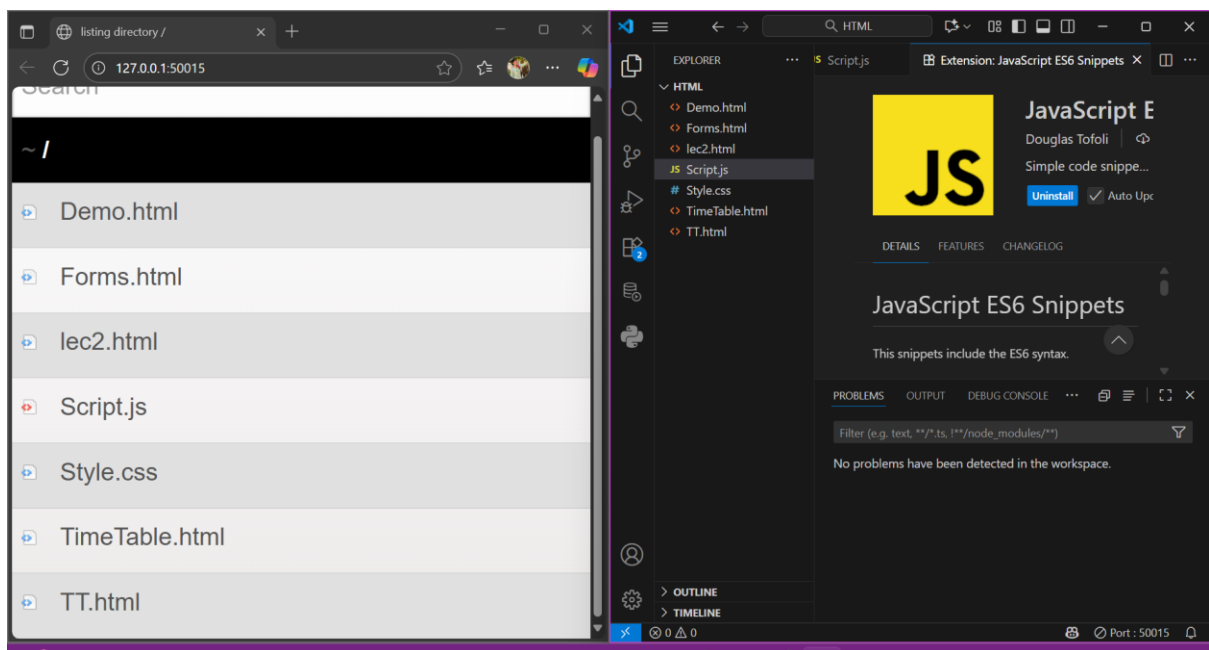 listing directory /
127.0.0.1:50015
Search
~ /
Demo.html
Forms.html
lec2.html
Script.js
Style.css
TimeTable.html
TT.html
HTML
EXPLORER
HTML
Demo.html
Forms.html
lec2.html
JS Script.js
# Style.css
TimeTable.html
TT.html
2
OUTLINE
TIMELINE
JS Script.js
Extension: JavaScript ES6 Snippets
JS
JavaScript E
Douglas Tofoli
Simple code snippe...
Uninstall
Auto Upc
DETAILS FEATURES CHANGELOG
JavaScript ES6 Snippets
This snippets include the ES6 syntax.
PROBLEMS OUTPUT DEBUG CONSOLE ...
Filter (e.g. text, **/*.ts, !**/node_modules/**)
No problems have been detected in the workspace.
0 0
Port : 50015